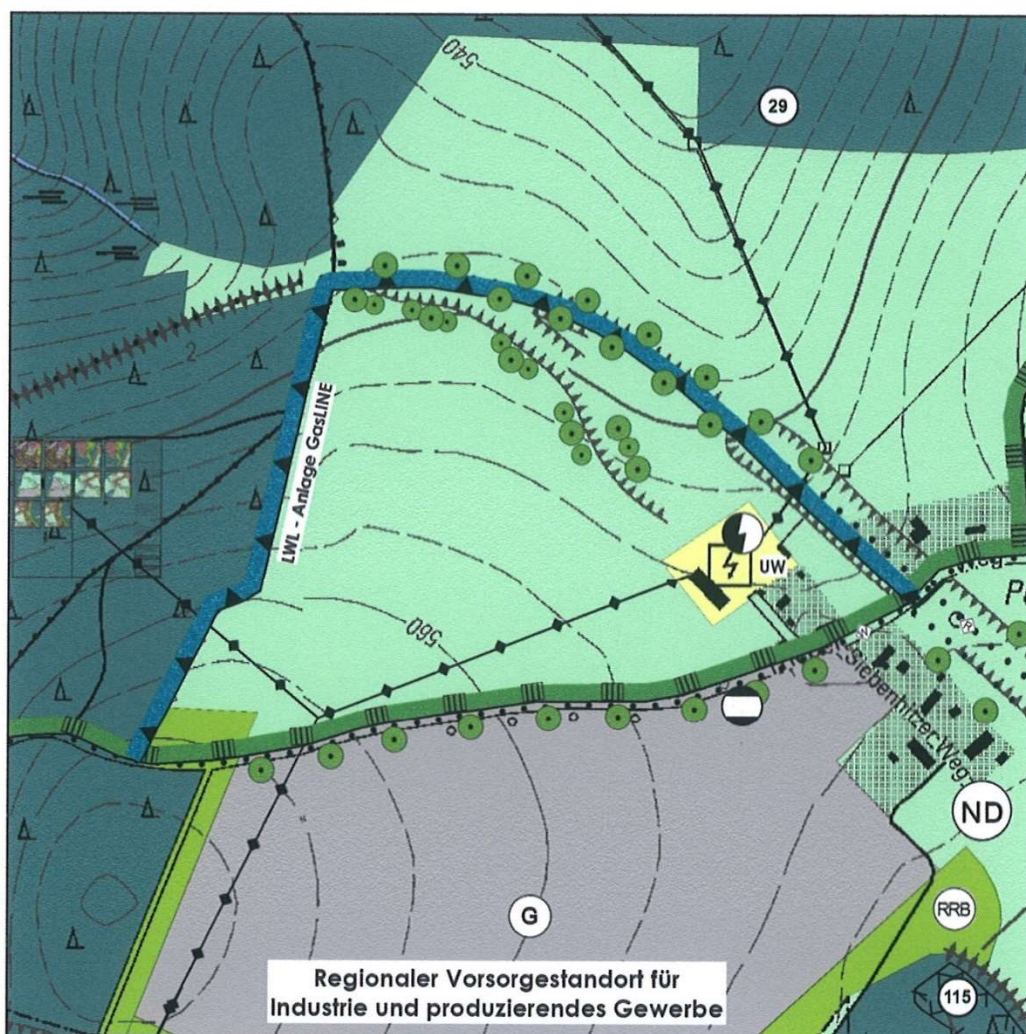 540
29
2
LWL - Anlage GasLINE
UW
560
Siebenhitzer Weg
W
R
ND
RRB
G
115
Regionaler Vorsorgestandort für
Industrie und produzierendes Gewerbe